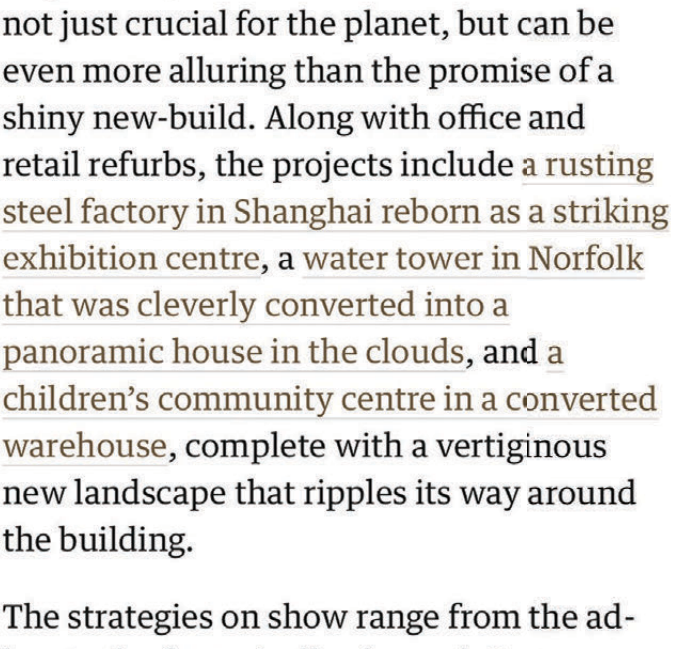 not just crucial for the planet, but can be
even more alluring than the promise of a
shiny new-build. Along with office and
retail refurbs, the projects include a rusting
steel factory in Shanghai reborn as a striking
exhibition centre, a water tower in Norfolk
that was cleverly converted into a
panoramic house in the clouds, and a
children’s community centre in a converted
warehouse, complete with a vertiginous
new landscape that ripples its way around
the building.
The strategies on show range from the ad-